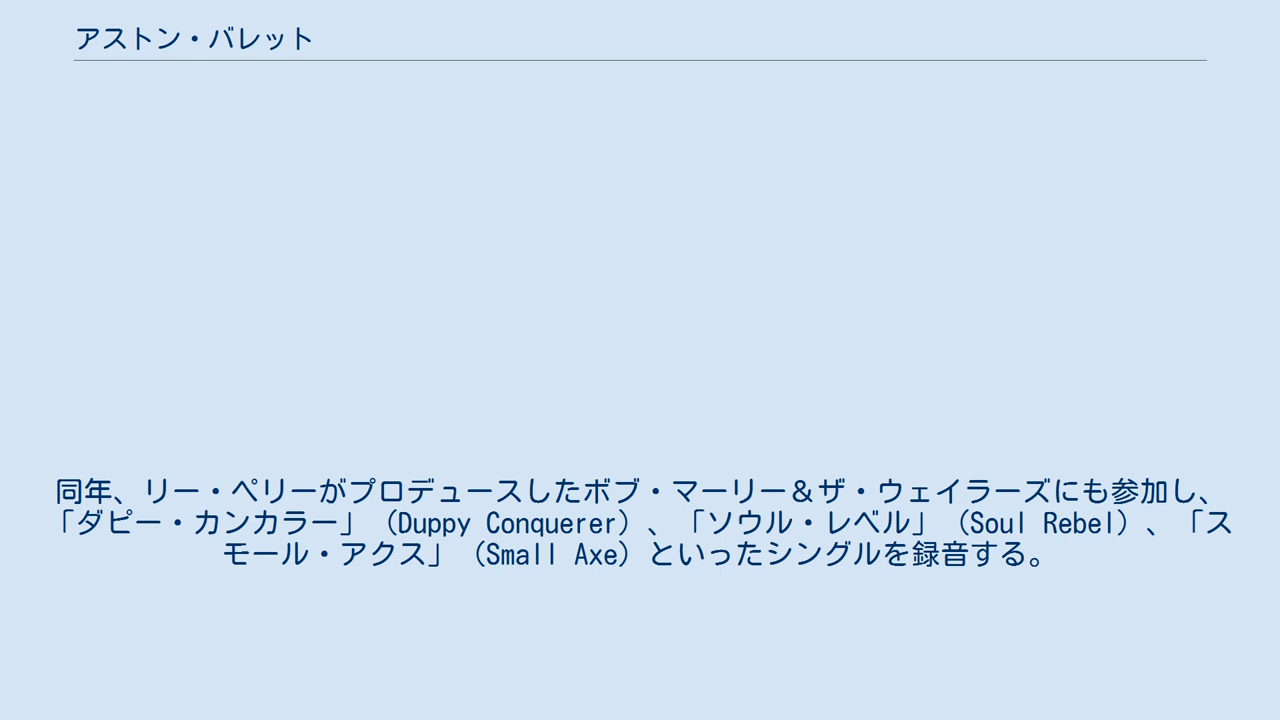 アストン・バレット
同年、リー・ペリーがプロデュースしたボブ・マーリー＆ザ・ウェイラーズにも参加し、
「ダピー・カンカラー」（Duppy Conquerer）、「ソウル・レベル」（Soul Rebel）、「ス
モール・アクス」（Small Axe）といったシングルを録音する。